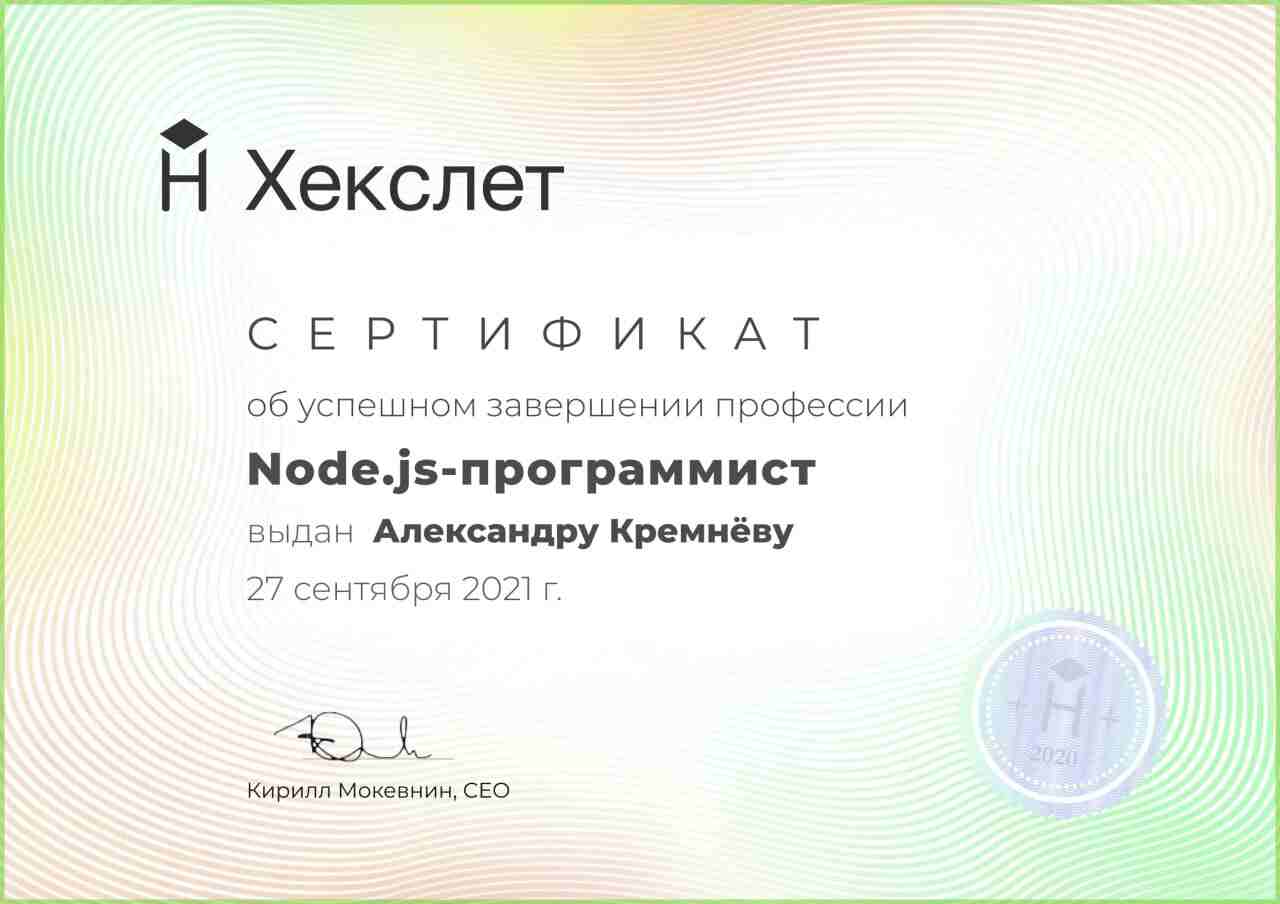 Хекслет
СЕРТИФИКАТ
об успешном завершении профессии
Node.js-программист
выдан Александру Кремнёву
27 сентября 2021 г.
Кирилл Мокевнин, CEO
H
2020